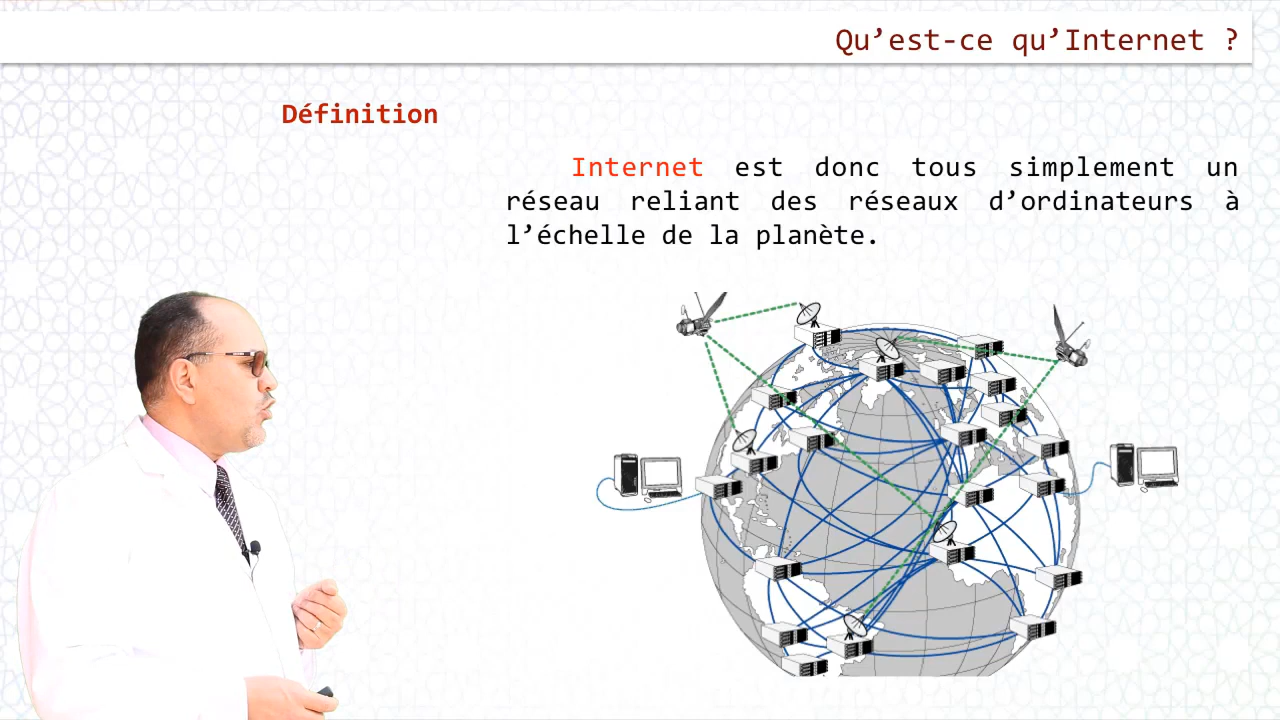 Qu’est-ce qu’Internet ?
Définition
Internet est donc tous simplement un
réseau reliant des réseaux d’ordinateurs à
l’échelle de la planète.